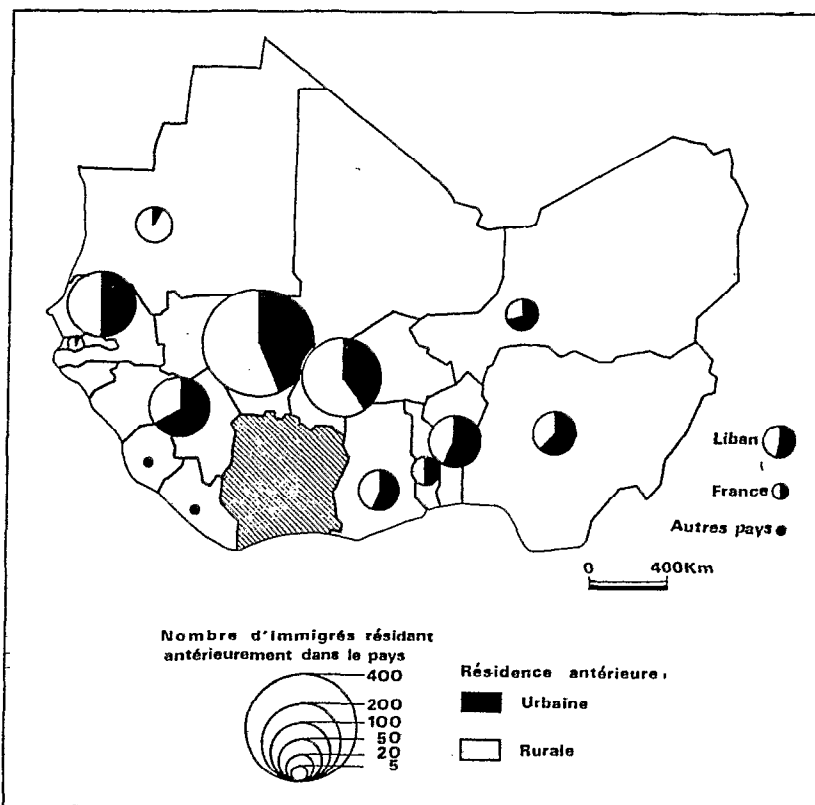 Liban
France
Autres pays
0 400Km
Nombre d'immigrés résidant
antérieurement dans le pays
400
200
100
50
20
5
Résidence antérieure:
Urbaine
Rurale